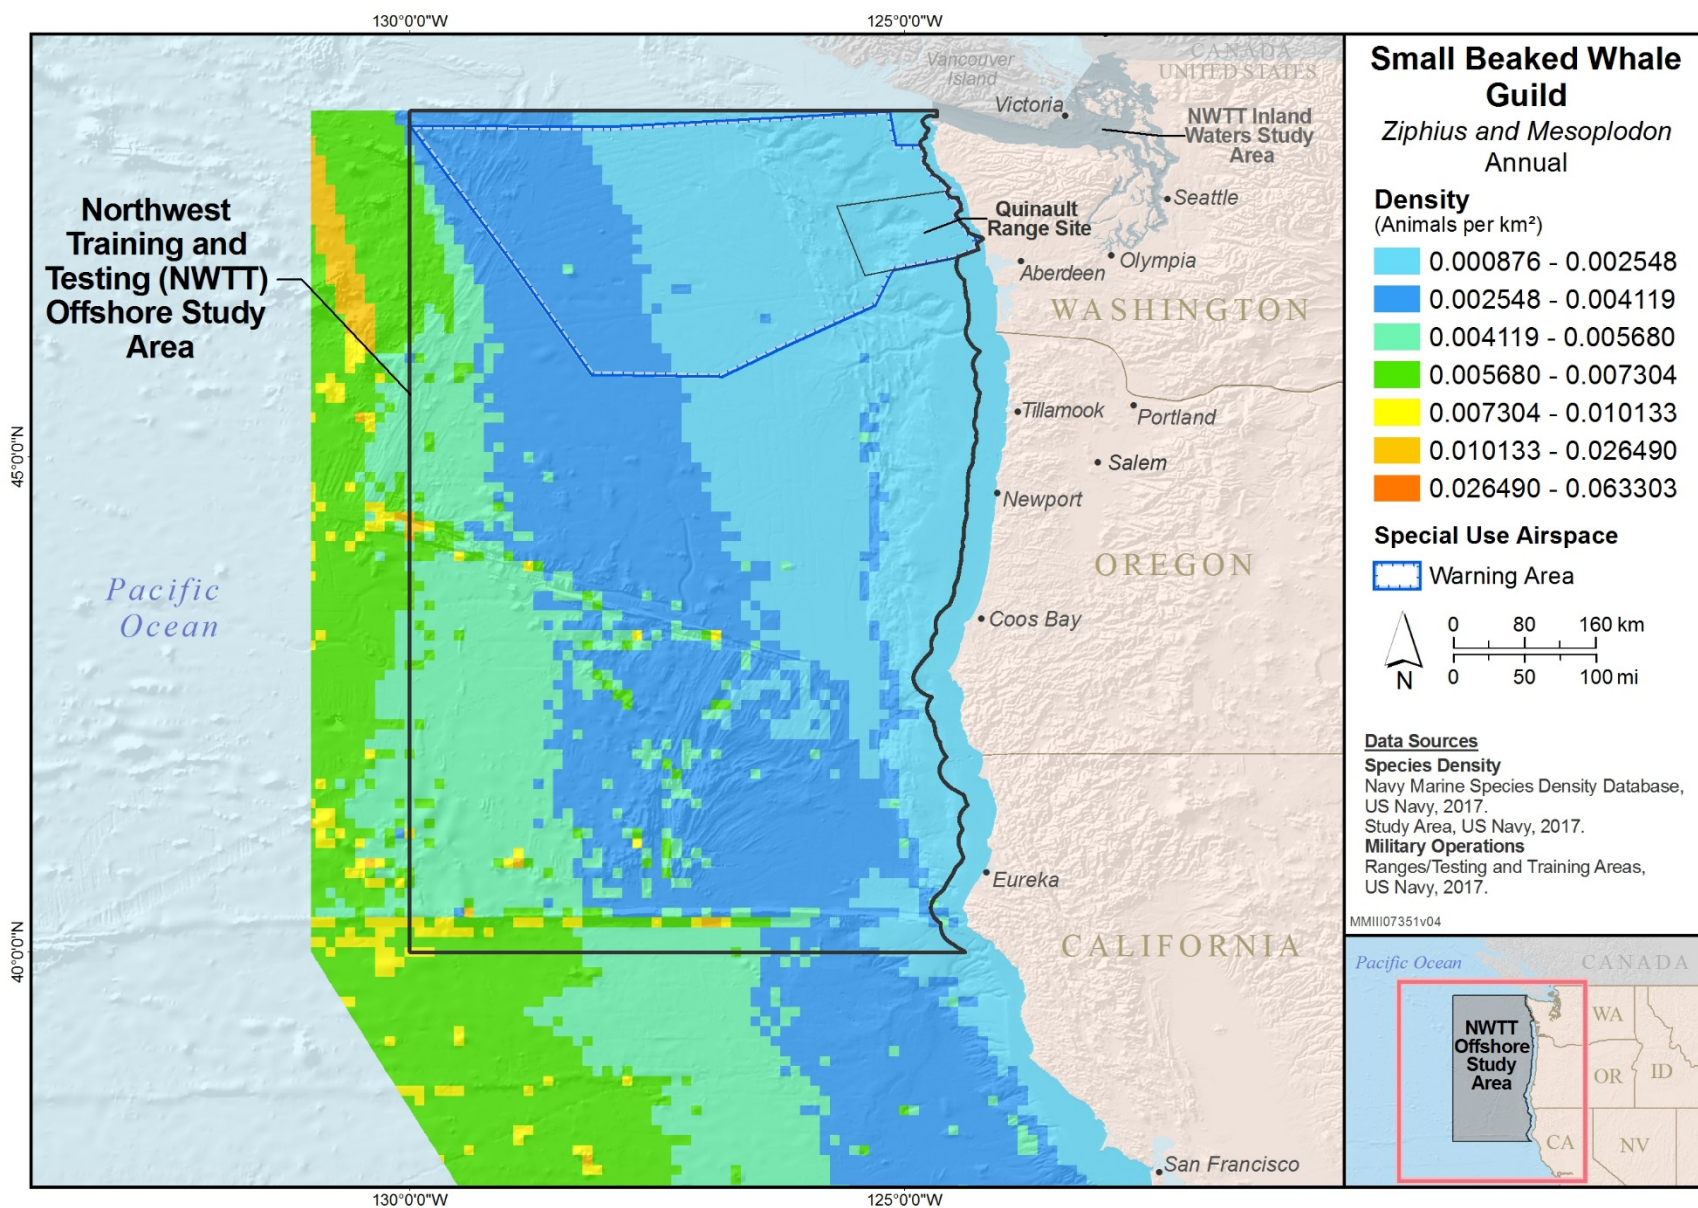 130°0'0"W
125°0'0"W
CANADA
UNITED STATES
Vancouver
Island
Victoria
NWTT Inland
Waters Study
Area
Seattle
Northwest
Training and
Testing (NWTT)
Offshore Study
Area
Quinault
Range Site
Aberdeen
Olympia
WASHINGTON
Tillamook
Portland
45°0'0"N
Salem
Newport
OREGON
Pacific
Ocean
Coos Bay
Eureka
40°0'0"N
CALIFORNIA
San Francisco
130°0'0"W
125°0'0"W
Small Beaked Whale
Guild
Ziphius and Mesoplodon
Annual
Density
(Animals per km²)
0.000876 - 0.002548
0.002548 - 0.004119
0.004119 - 0.005680
0.005680 - 0.007304
0.007304 - 0.010133
0.010133 - 0.026490
0.026490 - 0.063303
Special Use Airspace
Warning Area
0 80 160 km
0 50 100 mi
N
Data Sources
Species Density
Navy Marine Species Density Database,
US Navy, 2017.
Study Area, US Navy, 2017.
Military Operations
Ranges/Testing and Training Areas,
US Navy, 2017.
MMIII07351v04
Pacific Ocean
CANADA
NWTT
Offshore
Study
Area
WA
OR
ID
CA
NV